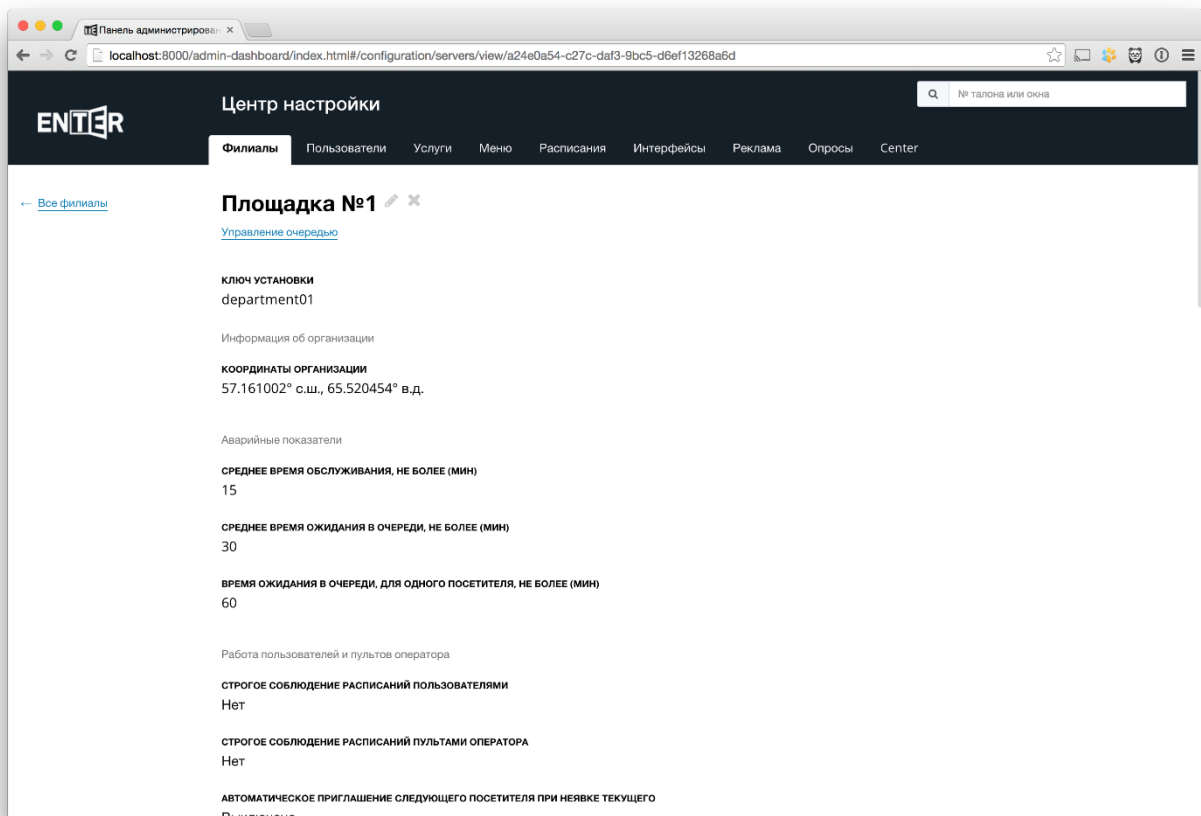 Панель администрирован
localhost:8000/admin-dashboard/index.html#/configuration/servers/view/a24e0a54-c27c-daf3-9bc5-d6ef13268a6d
ENTER
Центр настройки
№ талона или окна
Филиалы Пользователи Услуги Меню Расписания Интерфейсы Реклама Опросы Center
← Все филиалы
Площадка №1
Управление очередью
КЛЮЧ УСТАНОВКИ
department01
Информация об организации
КООРДИНАТЫ ОРГАНИЗАЦИИ
57.161002° с.ш., 65.520454° в.д.
Аварийные показатели
СРЕДНЕЕ ВРЕМЯ ОБСЛУЖИВАНИЯ, НЕ БОЛЕЕ (МИН)
15
СРЕДНЕЕ ВРЕМЯ ОЖИДАНИЯ В ОЧЕРЕДИ, НЕ БОЛЕЕ (МИН)
30
ВРЕМЯ ОЖИДАНИЯ В ОЧЕРЕДИ, ДЛЯ ОДНОГО ПОСЕТИТЕЛЯ, НЕ БОЛЕЕ (МИН)
60
Работа пользователей и пультов оператора
СТРОГОЕ СОБЛЮДЕНИЕ РАСПИСАНИЙ ПОЛЬЗОВАТЕЛЯМИ
Нет
СТРОГОЕ СОБЛЮДЕНИЕ РАСПИСАНИЙ ПУЛЬТАМИ ОПЕРАТОРА
Нет
АВТОМАТИЧЕСКОЕ ПРИГЛАШЕНИЕ СЛЕДУЮЩЕГО ПОСЕТИТЕЛЯ ПРИ НЕЯВКЕ ТЕКУЩЕГО